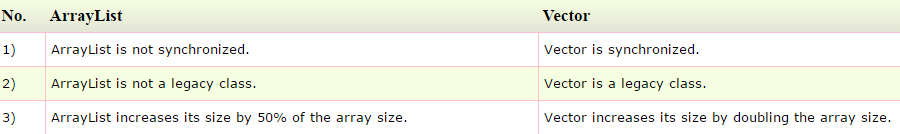 No. ArrayList Vector
1) ArrayList is not synchronized. Vector is synchronized.
2) ArrayList is not a legacy class. Vector is a legacy class.
3) ArrayList increases its size by 50% of the array size. Vector increases its size by doubling the array size.